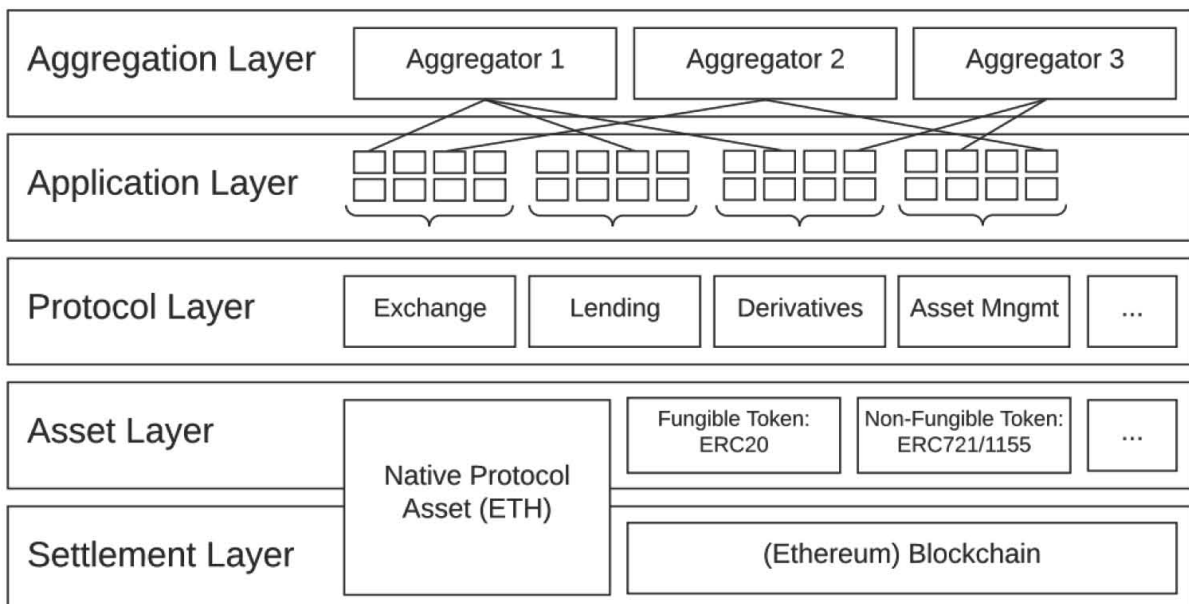 Aggregation Layer
Aggregator 1
Aggregator 2
Aggregator 3
Application Layer
Protocol Layer
Exchange
Lending
Derivatives
Asset Mngmt
...
Asset Layer
Native Protocol
Asset (ETH)
Fungible Token:
ERC20
Non-Fungible Token:
ERC721/1155
...
Settlement Layer
(Ethereum) Blockchain